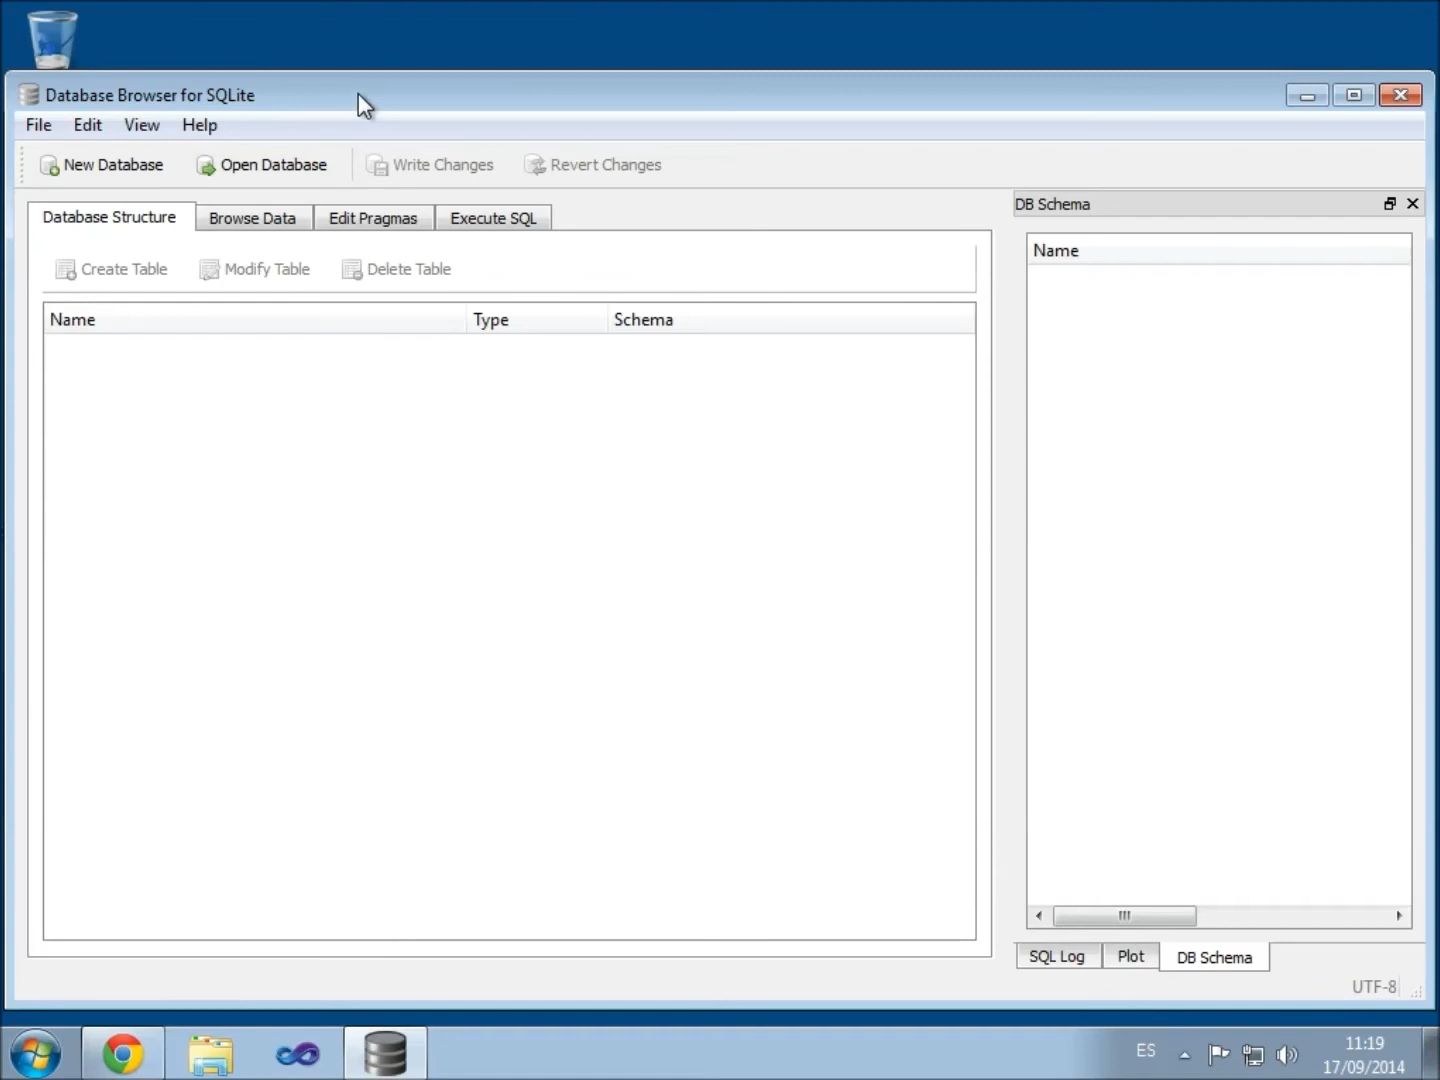 Database Browser for SQLite
File Edit View Help
New Database Open Database Write Changes Revert Changes
Database Structure Browse Data Edit Pragmas Execute SQL
DB Schema
Create Table Modify Table Delete Table
Name
Name Type Schema
SQL Log Plot DB Schema
UTF-8
ES
11:19
17/09/2014